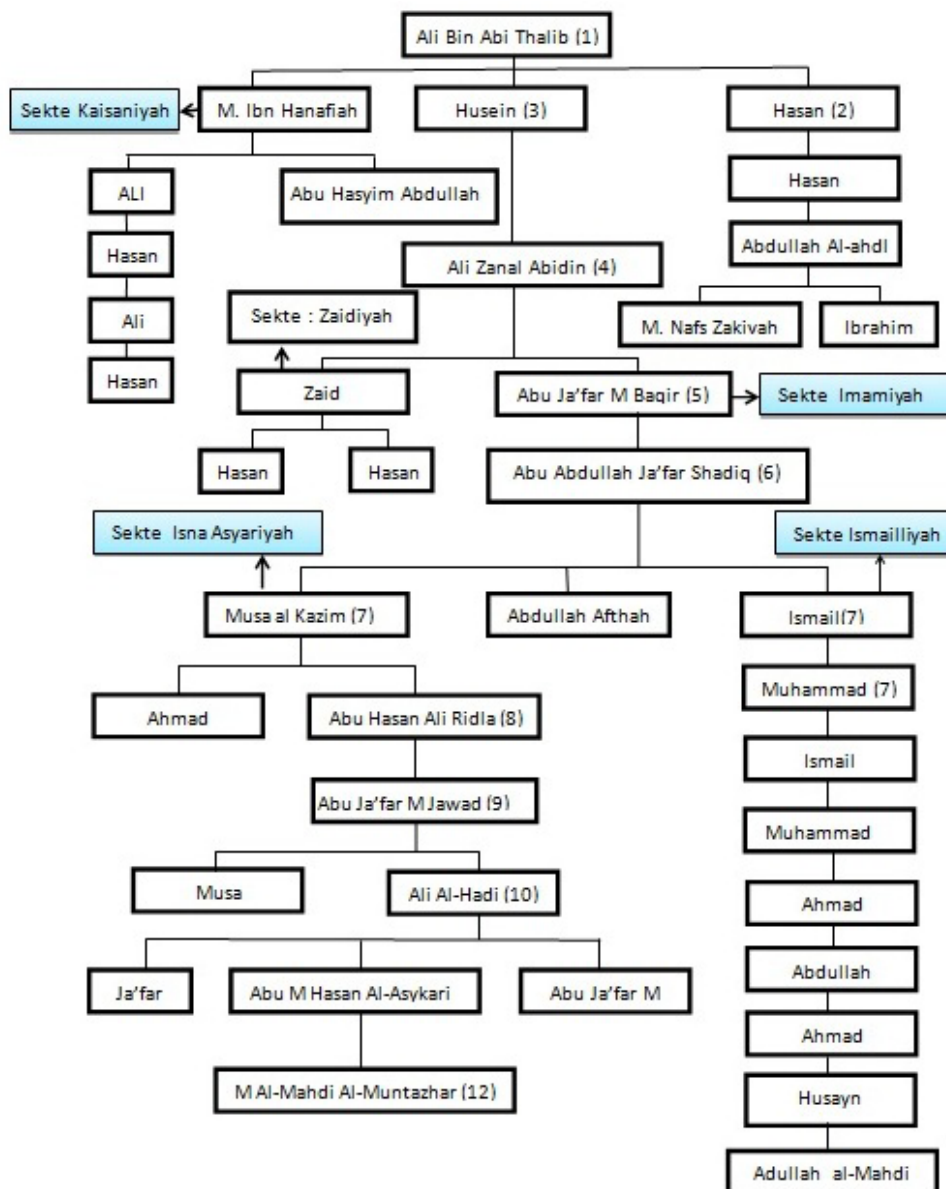 Ali Bin Abi Thalib (1)
Sekte Kaisaniyah
M. Ibn Hanafiah
Husein (3)
Hasan (2)
ALI
Abu Hasyim Abdullah
Hasan
Hasan
Abdullah Al-ahdl
Ali Zanal Abidin (4)
Ali
Sekte : Zaidiyah
M. Nafs Zakivah
Ibrahim
Hasan
Zaid
Abu Ja’far M Baqir (5)
Sekte Imamiyah
Hasan
Hasan
Abu Abdullah Ja’far Shadiq (6)
Sekte Isna Asyariyah
Sekte Ismailliyah
Musa al Kazim (7)
Abdullah Afthah
Ismail(7)
Muhammad (7)
Ahmad
Abu Hasan Ali Ridla (8)
Ismail
Abu Ja’far M Jawad (9)
Muhammad
Musa
Ali Al-Hadi (10)
Ahmad
Ja’far
Abu M Hasan Al-Asykari
Abu Ja’far M
Abdullah
Ahmad
M Al-Mahdi Al-Muntazhar (12)
Husayn
Adullah al-Mahdi